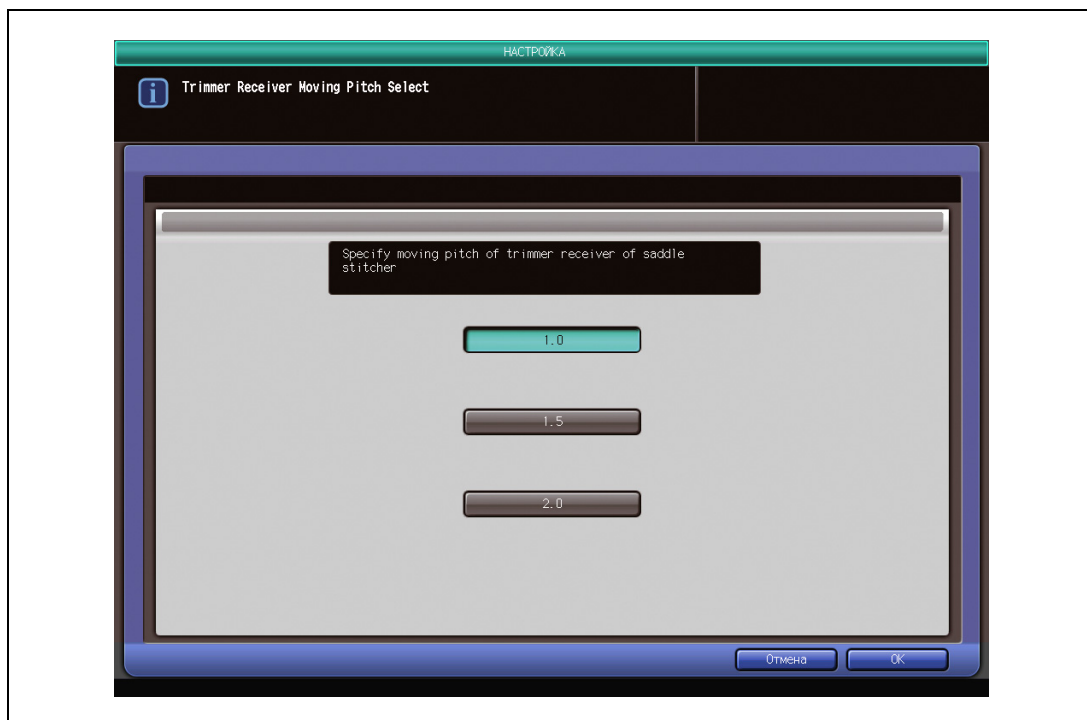 НАСТРОЙКА
Trimmer Receiver Moving Pitch Select
Specify moving pitch of trimmer receiver of saddle
stitcher
1.0
1.5
2.0
Отмена
OK